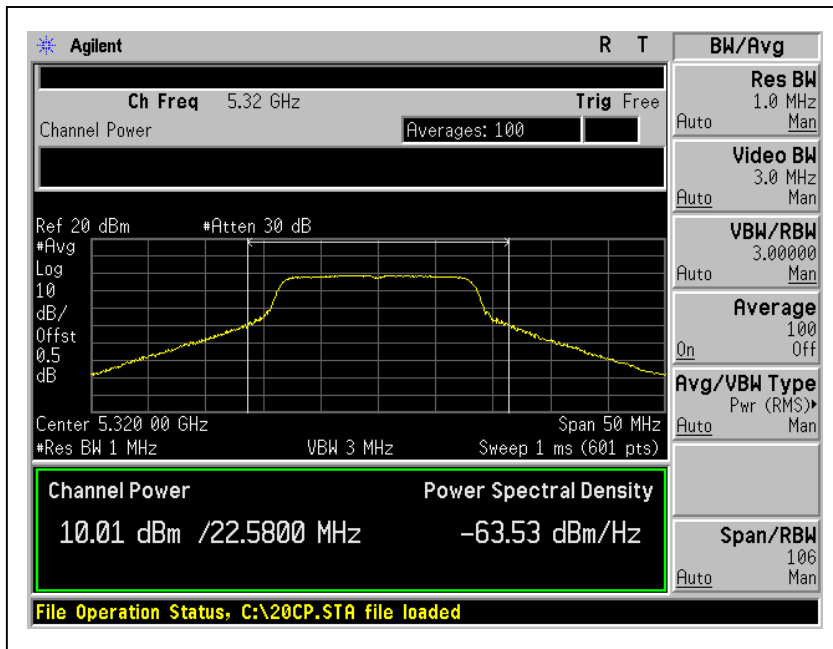 Agilent R T BW/Avg
Ch Freq 5.32 GHz Trig Free
Channel Power Averages: 100
Ref 20 dBm #Atten 30 dB
#Avg
Log
10
dB/
Offst
0.5
dB
Center 5.320 00 GHz Span 50 MHz
#Res BW 1 MHz VBW 3 MHz Sweep 1 ms (601 pts)
Channel Power Power Spectral Density
10.01 dBm /22.5800 MHz -63.53 dBm/Hz
File Operation Status, C:\20CP.STA file loaded
Res BW
1.0 MHz
Auto Man
Video BW
3.0 MHz
Auto Man
VBW/RBW
3.00000
Auto Man
Average
100
On Off
Avg/VBW Type
Pwr (RMS)▸
Auto Man
Span/RBW
106
Auto Man